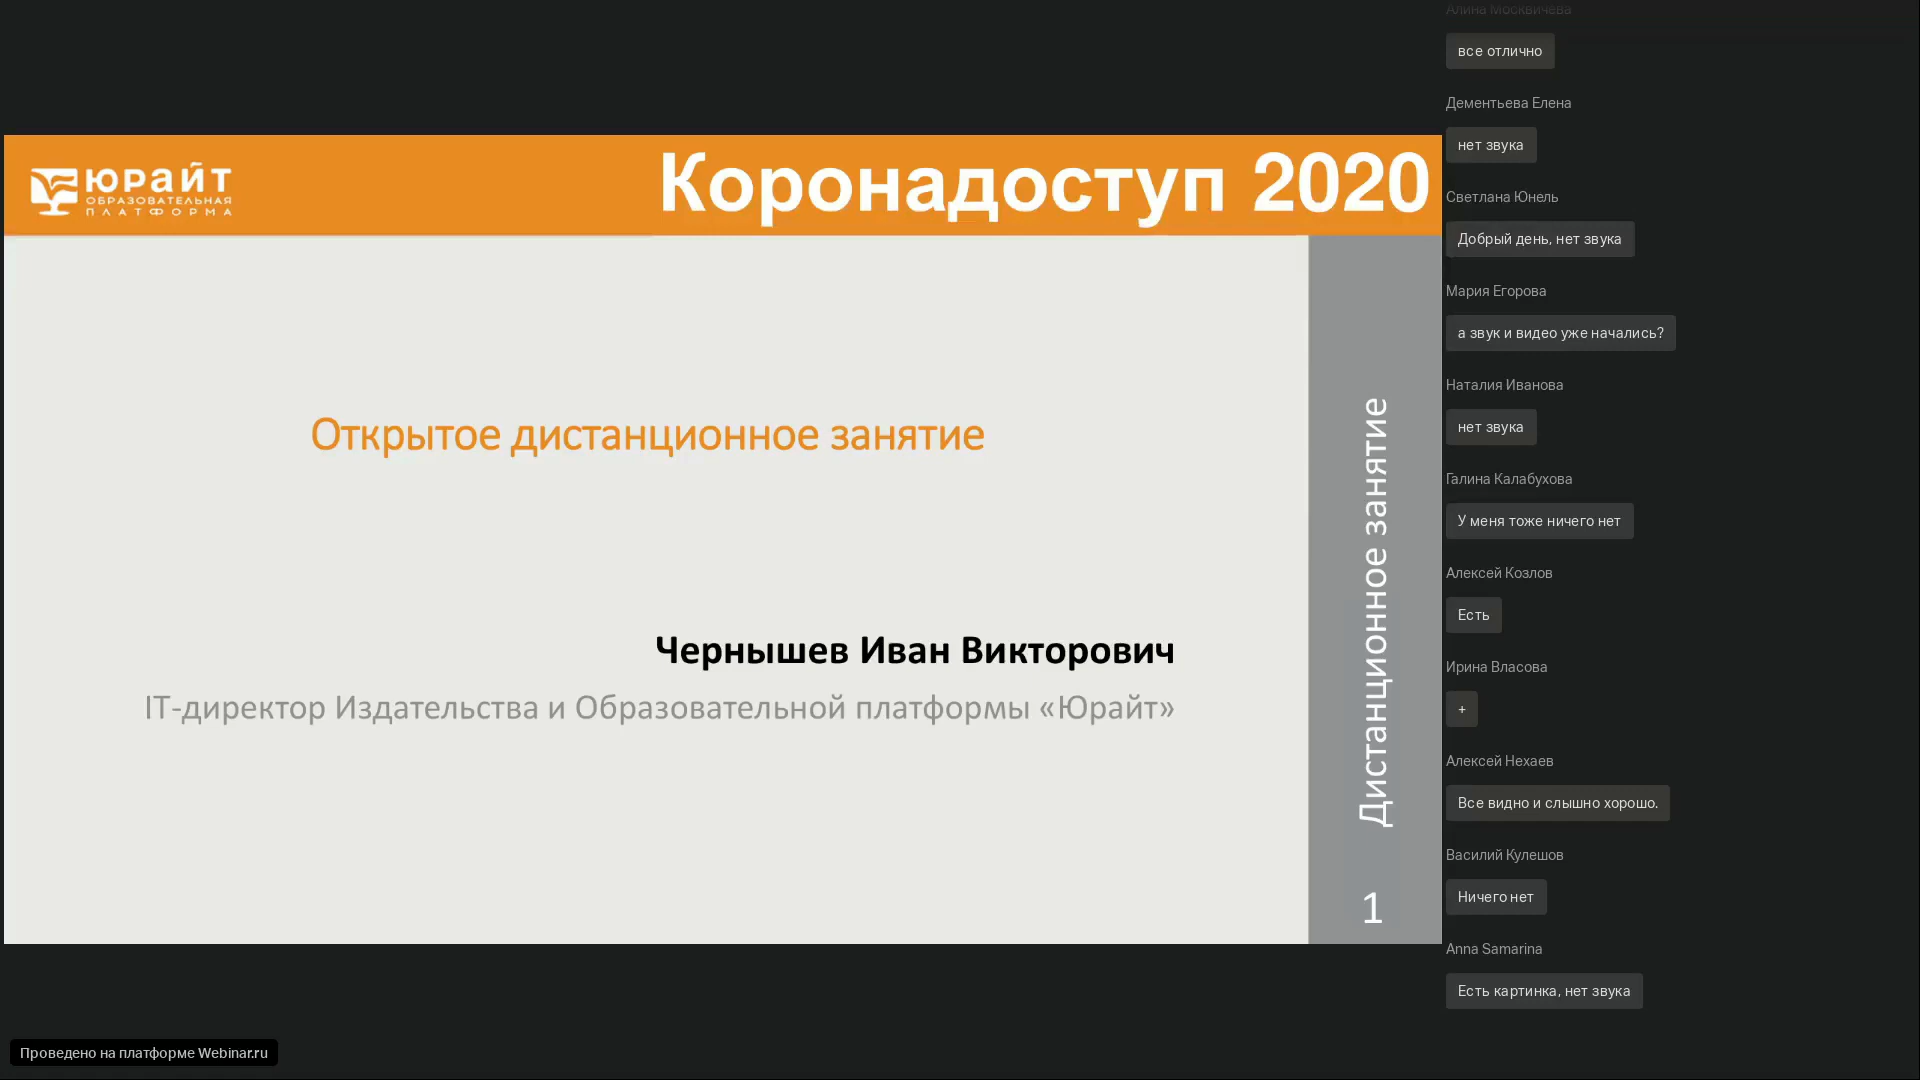 ЮРАЙТ
ОБРАЗОВАТЕЛЬНАЯ
ПЛАТФОРМА
Коронадоступ 2020
Открытое дистанционное занятие
Чернышев Иван Викторович
IT-директор Издательства и Образовательной платформы «Юрайт»
Дистанционное занятие
1
Проведено на платформе Webinar.ru
Алина Москвичева
все отлично
Дементьева Елена
нет звука
Светлана Юнель
Добрый день, нет звука
Мария Егорова
а звук и видео уже начались?
Наталия Иванова
нет звука
Галина Калабухова
У меня тоже ничего нет
Алексей Козлов
Есть
Ирина Власова
+
Алексей Нехаев
Все видно и слышно хорошо.
Василий Кулешов
Ничего нет
Anna Samarina
Есть картинка, нет звука